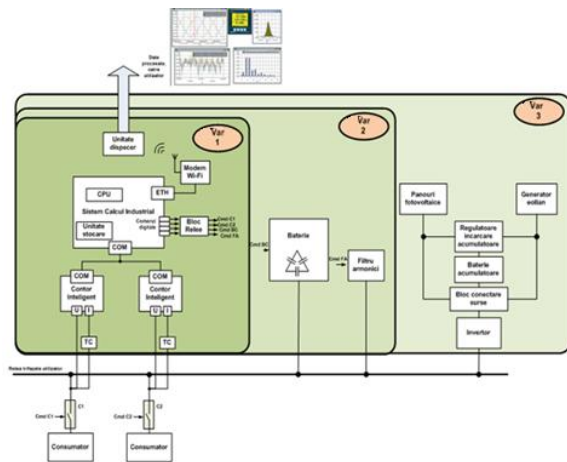 Date
procesate
catre
utilizator
Unitate
dispecer
Var
1
Var
2
Var
3
Modem
Wi-Fi
CPU
ETH
Sistem Calcul Industrial
Unitate
stocare
Comenzi
digitale
Bloc
Relee
Cmd C1
Cmd C2
Cmd BC
Cmd FA
COM
COM
Contor
Inteligent
U I
COM
Contor
Inteligent
U I
TC
TC
Cmd BC
Baterie
Cmd FA
Filtru
armonici
Panouri
fotovoltaice
Generator
eolian
Regulatoare
incarcare
acumulatoare
Baterie
acumulatoare
Bloc conectare
surse
Invertor
Cmd C1
C1
Cmd C2
C2
Consumator
Consumator